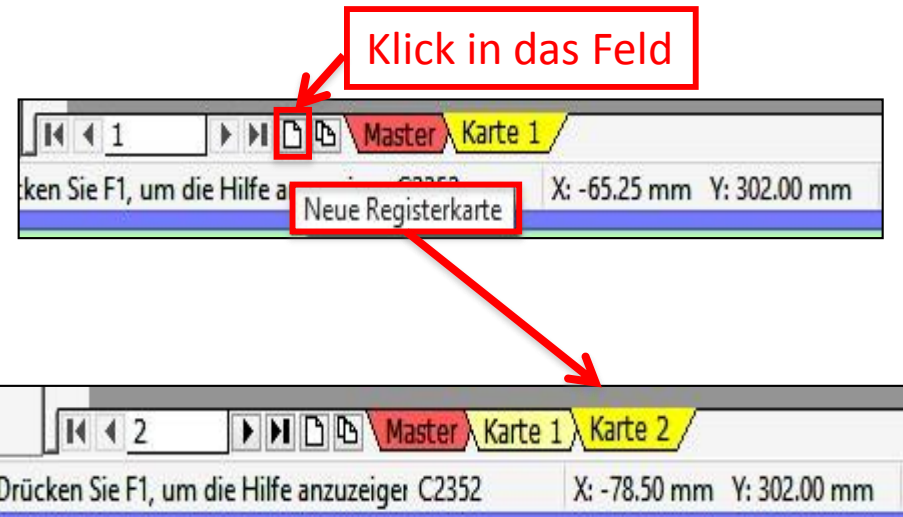 Klick in das Feld
1 Master Karte 1
ken Sie F1, um die Hilfe a C2352 X: -65.25 mm Y: 302.00 mm
Neue Registerkarte
2 Master Karte 1 Karte 2
Drücken Sie F1, um die Hilfe anzuzeiger C2352 X: -78.50 mm Y: 302.00 mm